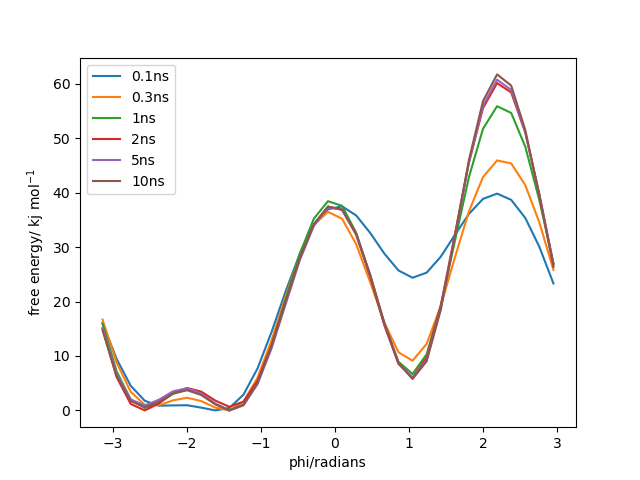 0.1ns
0.3ns
1ns
2ns
5ns
10ns
free energy/ kj mol⁻¹
60
50
40
30
20
10
0
−3 −2 −1 0 1 2 3
phi/radians